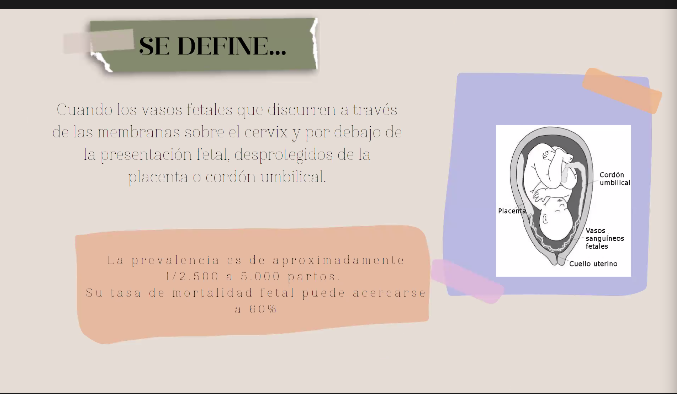 SE DEFINE...
Cuando los vasos fetales que discurren a través
de las membranas sobre el cervix y por debajo de
la presentación fetal, desprotegidos de la
placenta o cordón umbilical.
La prevalencia es de aproximadamente
1/2.500 a 5.000 partos.
Su tasa de mortalidad fetal puede acercarse
a 60%
Cordón
umbilical
Placenta
Vasos
sanguíneos
fetales
Cuello uterino